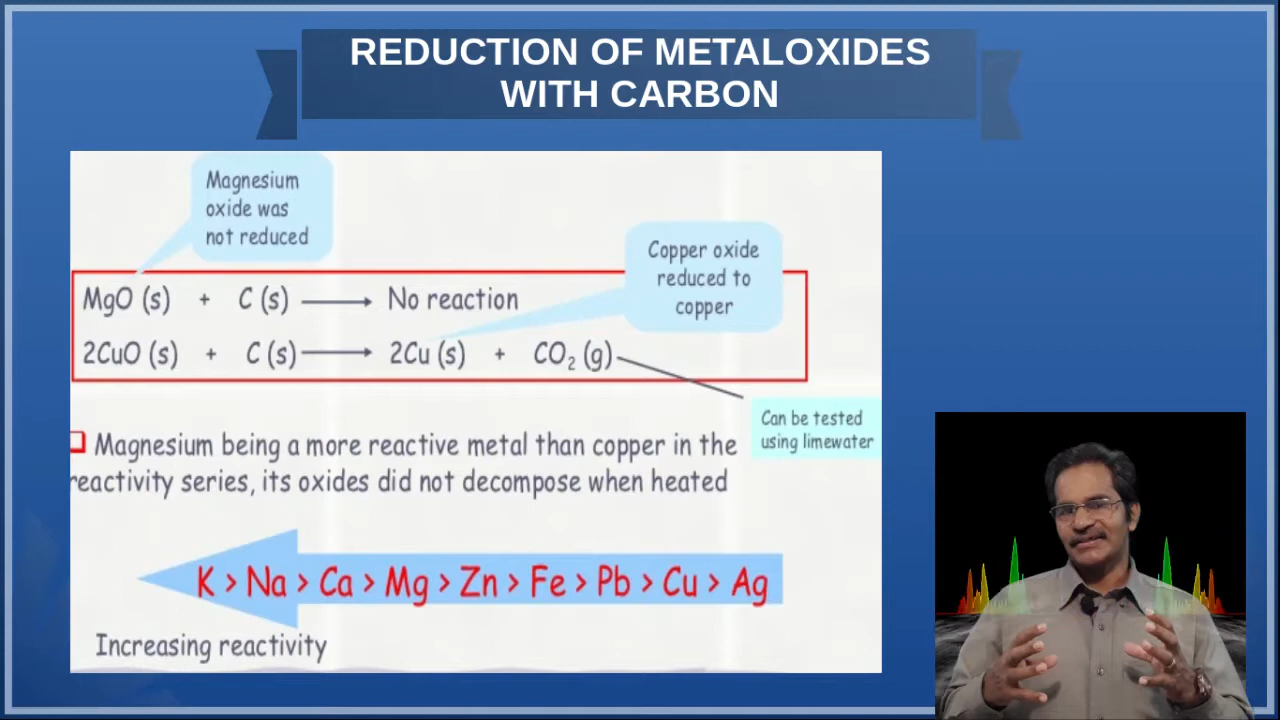 REDUCTION OF METALOXIDES
WITH CARBON
Magnesium
oxide was
not reduced
Copper oxide
reduced to
copper
MgO (s) + C (s) ⟶ No reaction
2CuO (s) + C (s) ⟶ 2Cu (s) + CO₂ (g)
Can be tested
using limewater
Magnesium being a more reactive metal than copper in the
reactivity series, its oxides did not decompose when heated
K > Na > Ca > Mg > Zn > Fe > Pb > Cu > Ag
Increasing reactivity